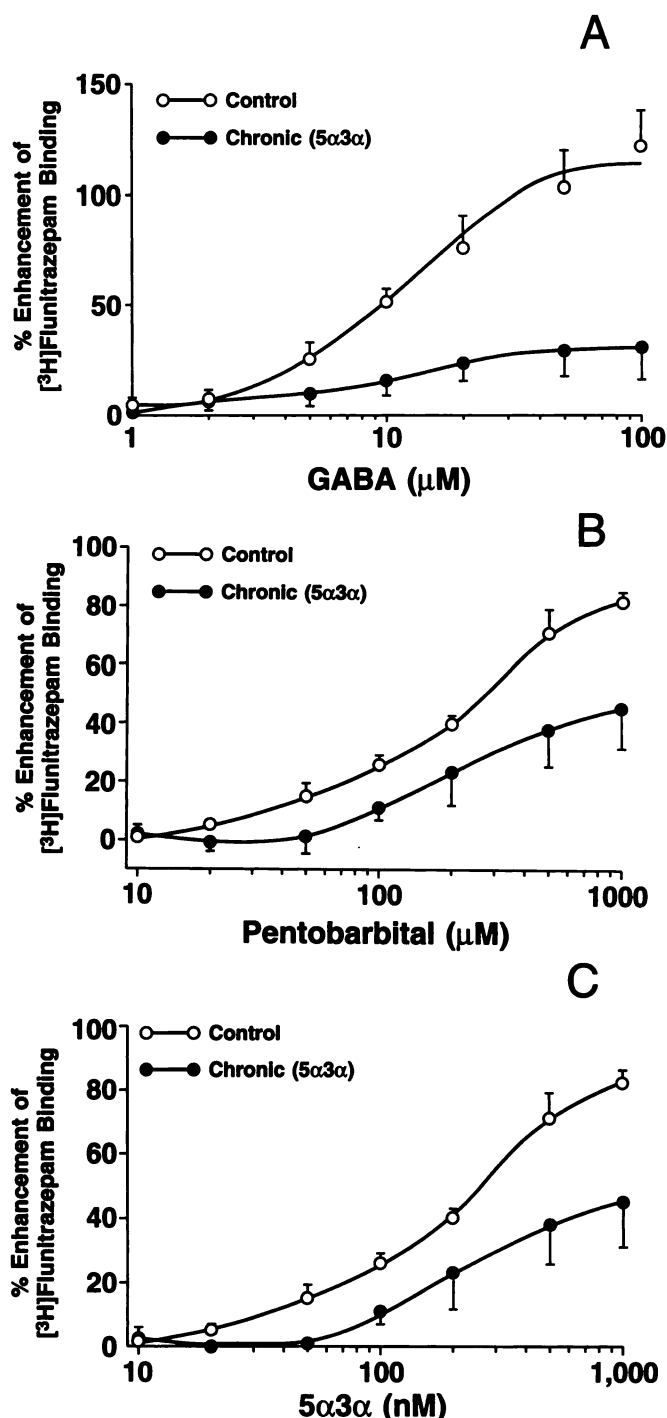 A
150
100
50
0
% Enhancement of
[³H]Flunitrazepam Binding
Control
Chronic (5α3α)
1 10 100
GABA (μM)
B
100
80
60
40
20
0
% Enhancement of
[³H]Flunitrazepam Binding
Control
Chronic (5α3α)
10 100 1000
Pentobarbital (μM)
C
100
80
60
40
20
0
% Enhancement of
[³H]Flunitrazepam Binding
Control
Chronic (5α3α)
10 100 1,000
5α3α (nM)